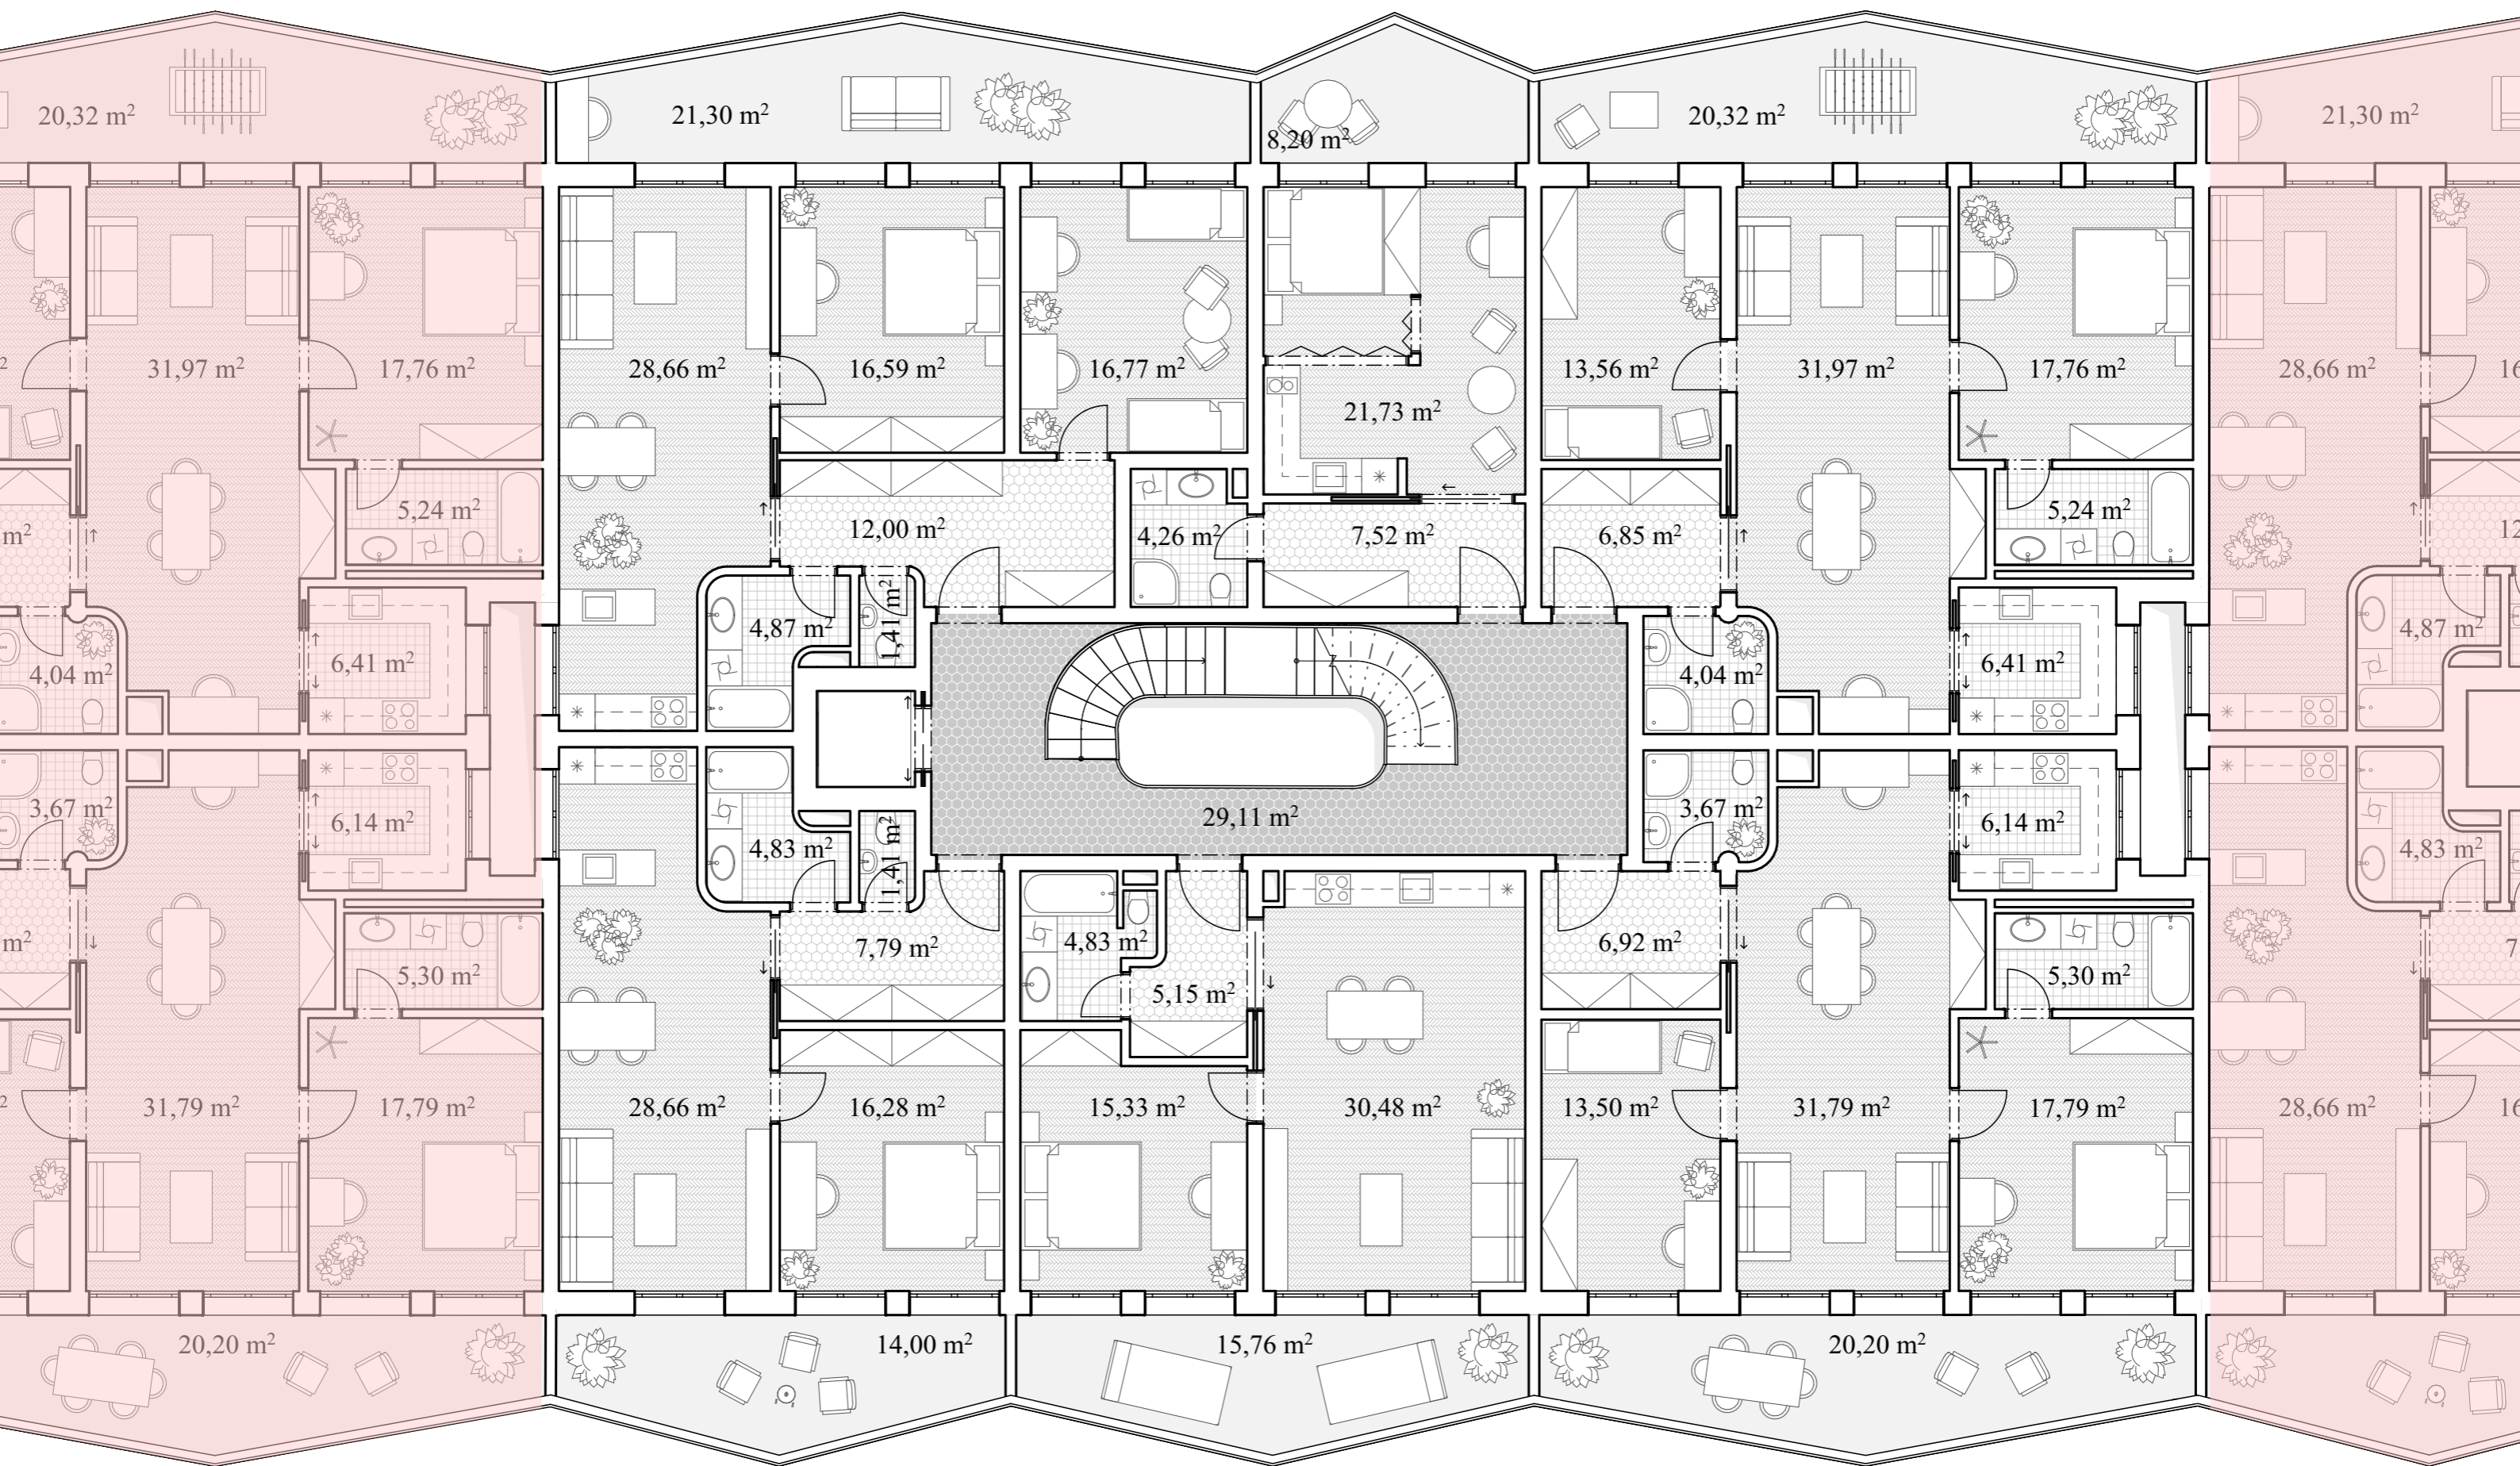 20,32 m²
21,30 m²
8,20 m²
20,32 m²
21,30 m²
2
31,97 m²
17,76 m²
28,66 m²
16,59 m²
16,77 m²
21,73 m²
13,56 m²
31,97 m²
17,76 m²
28,66 m²
16
m²
5,24 m²
12,00 m²
4,26 m²
7,52 m²
6,85 m²
5,24 m²
12
4,04 m²
6,41 m²
4,87 m²
1,41 m²
4,04 m²
6,41 m²
4,87 m²
3,67 m²
6,14 m²
4,83 m²
1,41 m²
29,11 m²
3,67 m²
6,14 m²
4,83 m²
m²
5,30 m²
7,79 m²
4,83 m²
5,15 m²
6,92 m²
5,30 m²
7
2
31,79 m²
17,79 m²
28,66 m²
16,28 m²
15,33 m²
30,48 m²
13,50 m²
31,79 m²
17,79 m²
28,66 m²
16
20,20 m²
14,00 m²
15,76 m²
20,20 m²